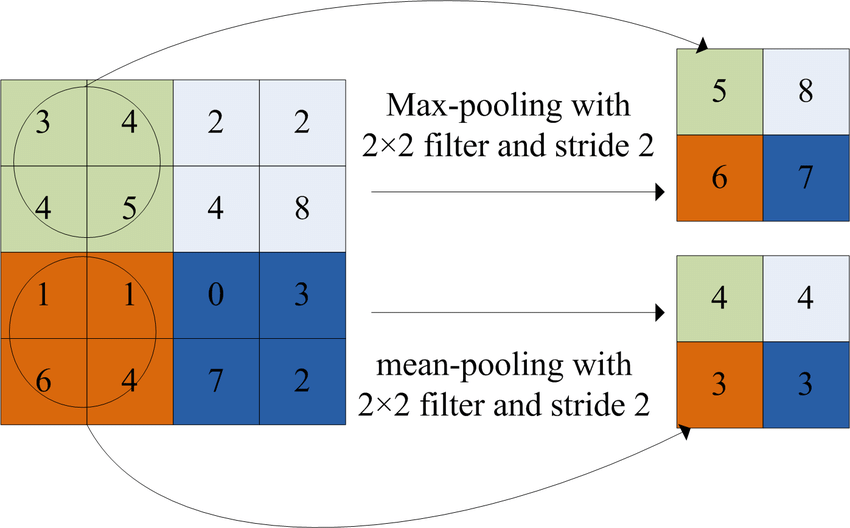 3 4 2 2
4 5 4 8
1 1 0 3
6 4 7 2
Max-pooling with
2×2 filter and stride 2
5 8
6 7
mean-pooling with
2×2 filter and stride 2
4 4
3 3